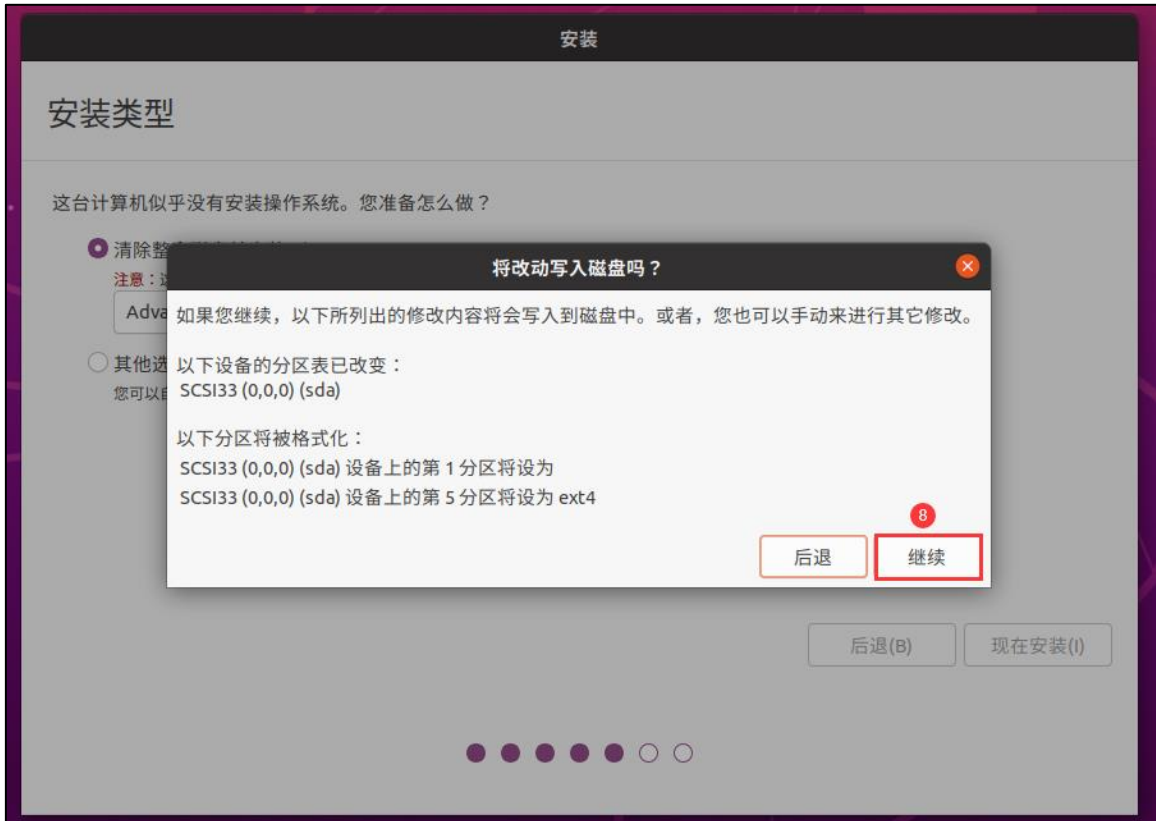 安装
安装类型
这台计算机似乎没有安装操作系统。您准备怎么做？
清除整
注意：
将改动写入磁盘吗？
Adva
如果您继续，以下所列出的修改内容将会写入到磁盘中。或者，您也可以手动来进行其它修改。
其他选
您可以
以下设备的分区表已改变：
SCSI33 (0,0,0) (sda)
以下分区将被格式化：
SCSI33 (0,0,0) (sda) 设备上的第 1 分区将设为
SCSI33 (0,0,0) (sda) 设备上的第 5 分区将设为 ext4
8
后退
继续
后退(B)
现在安装(I)